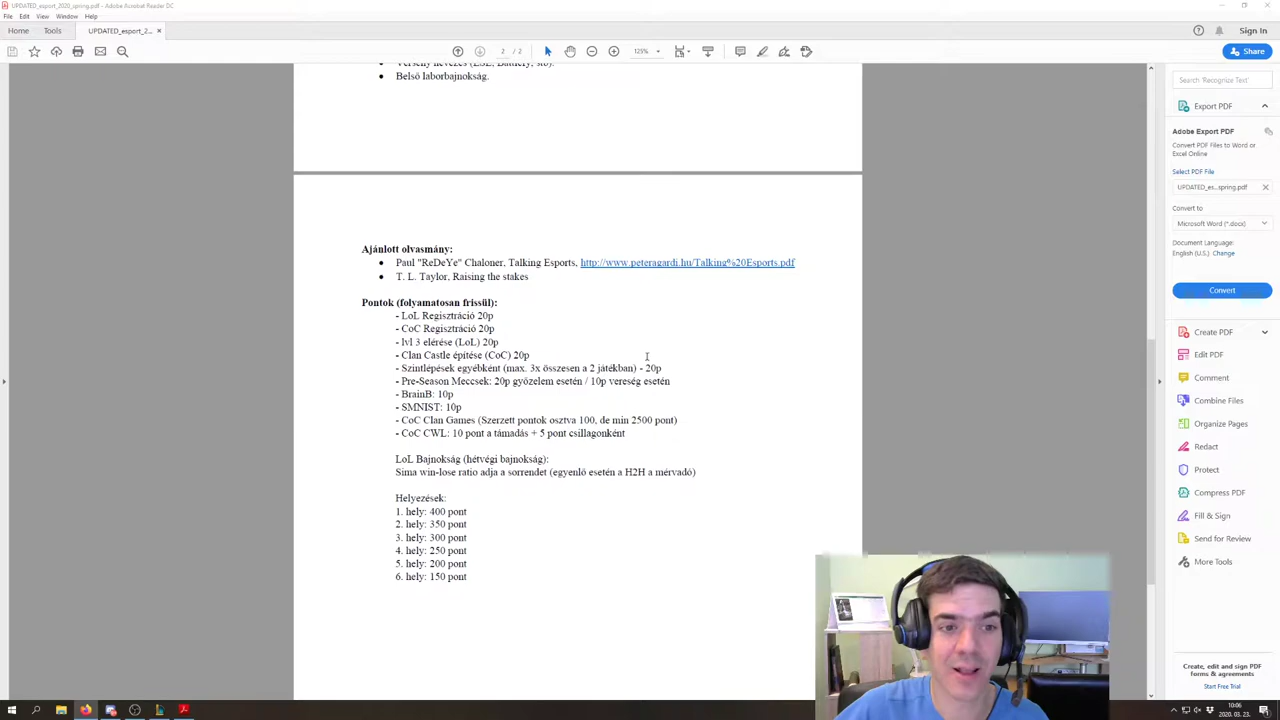 UPDATED_esport_2020_spring.pdf - Adobe Acrobat Reader DC
File Edit View Window Help
Home Tools UPDATED_esport_2... × Sign In
2 / 2 125% Share
Verseny nevezés (ESL, Battlefy, stb).
Belső laborbajnokság.
Ajánlott olvasmány:
Paul "ReDeYe" Chaloner, Talking Esports, http://www.peteragardi.hu/Talking%20Esports.pdf
T. L. Taylor, Raising the stakes
Pontok (folyamatosan frissül):
- LoL Regisztráció 20p
- CoC Regisztráció 20p
- lvl 3 elérése (LoL) 20p
- Clan Castle építése (CoC) 20p
- Szintlépések egyébként (max. 3x összesen a 2 játékban) - 20p
- Pre-Season Meccsek: 20p győzelem esetén / 10p vereség esetén
- BrainB: 10p
- SMNIST: 10p
- CoC Clan Games (Szerzett pontok osztva 100, de min 2500 pont)
- CoC CWL: 10 pont a támadás + 5 pont csillagonként
LoL Bajnokság (hétvégi bajnokság):
Sima win-lose ratio adja a sorrendet (egyenlő esetén a H2H a mérvadó)
Helyezések:
1. hely: 400 pont
2. hely: 350 pont
3. hely: 300 pont
4. hely: 250 pont
5. hely: 200 pont
6. hely: 150 pont
Search 'Recognize Text'
Export PDF
Adobe Export PDF
Convert PDF Files to Word or
Excel Online
Select PDF File
UPDATED_es...spring.pdf ×
Convert to
Microsoft Word (*.docx)
Document Language:
English (U.S.) Change
Convert
Create PDF
Edit PDF
Comment
Combine Files
Organize Pages
Redact
Protect
Compress PDF
Fill & Sign
Send for Review
More Tools
Create, edit and sign PDF
forms & agreements
Start Free Trial
10:06
2020. 03. 23.